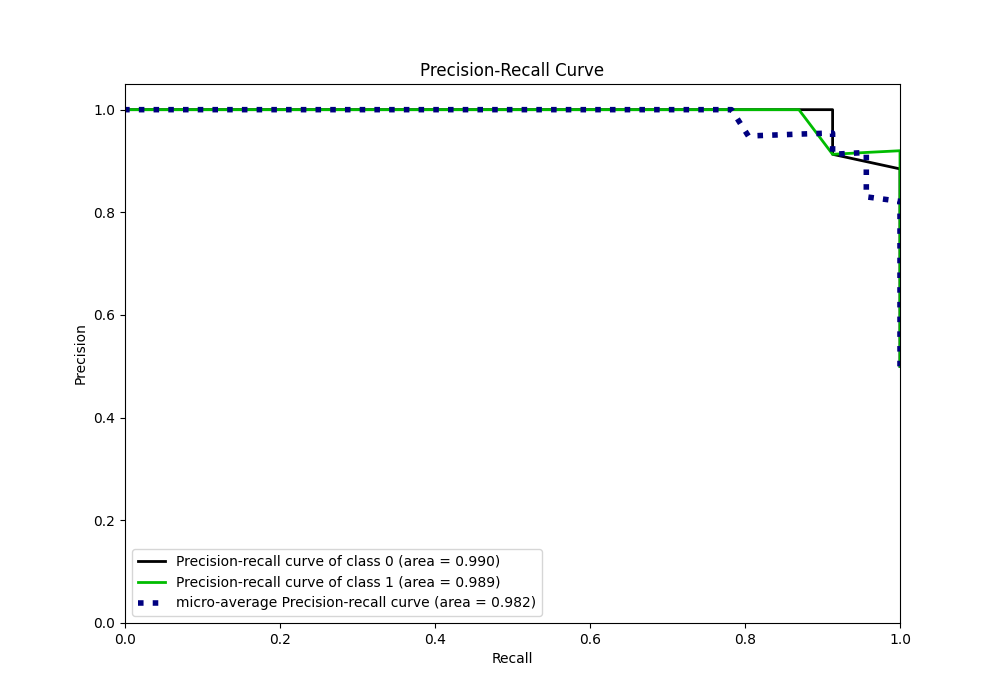 Precision-Recall Curve
1.0
0.8
0.6
0.4
0.2
0.0
Precision
Precision-recall curve of class 0 (area = 0.990)
Precision-recall curve of class 1 (area = 0.989)
micro-average Precision-recall curve (area = 0.982)
0.0 0.2 0.4 0.6 0.8 1.0
Recall